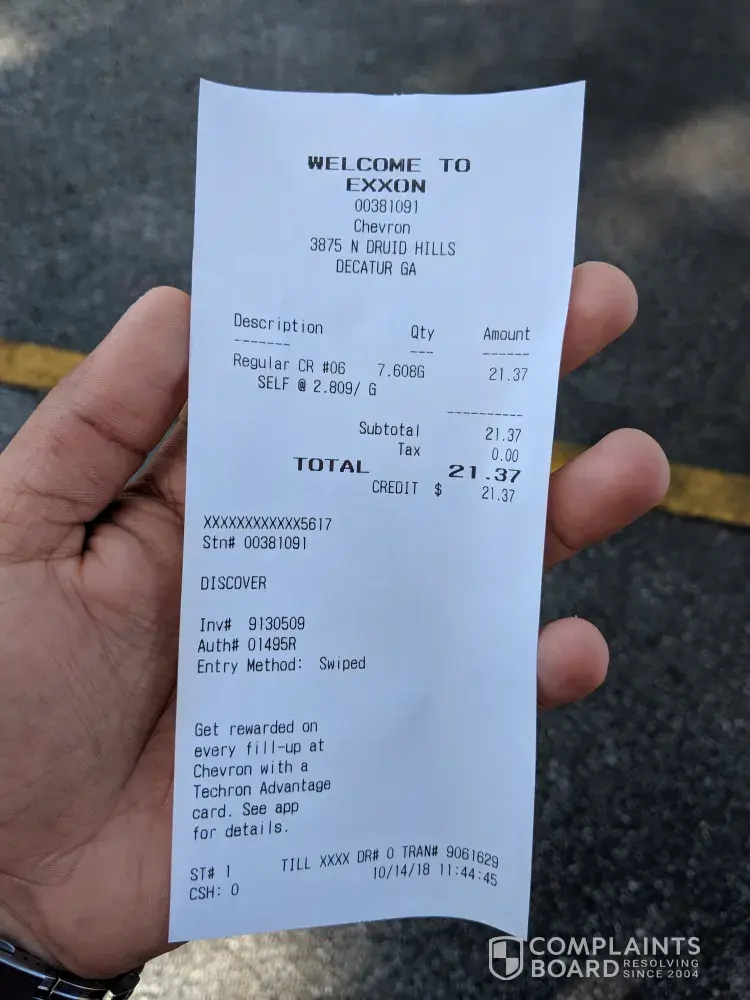 WELCOME TO
EXXON
00381091
Chevron
3875 N DRUID HILLS
DECATUR GA
Description Qty Amount
------- --- ------
Regular CR #06 7.608G 21.37
SELF @ 2.809/ G
----------
Subtotal 21.37
Tax 0.00
TOTAL 21.37
CREDIT $ 21.37
XXXXXXXXXXXX5617
Stn# 00381091
DISCOVER
Inv# 9130509
Auth# 01495R
Entry Method: Swiped
Get rewarded on
every fill-up at
Chevron with a
Techron Advantage
card. See app
for details.
ST# 1 TILL XXXX DR# 0 TRAN# 9061629
CSH: 0 10/14/18 11:44:45
COMPLAINTS
BOARD RESOLVING
SINCE 2004